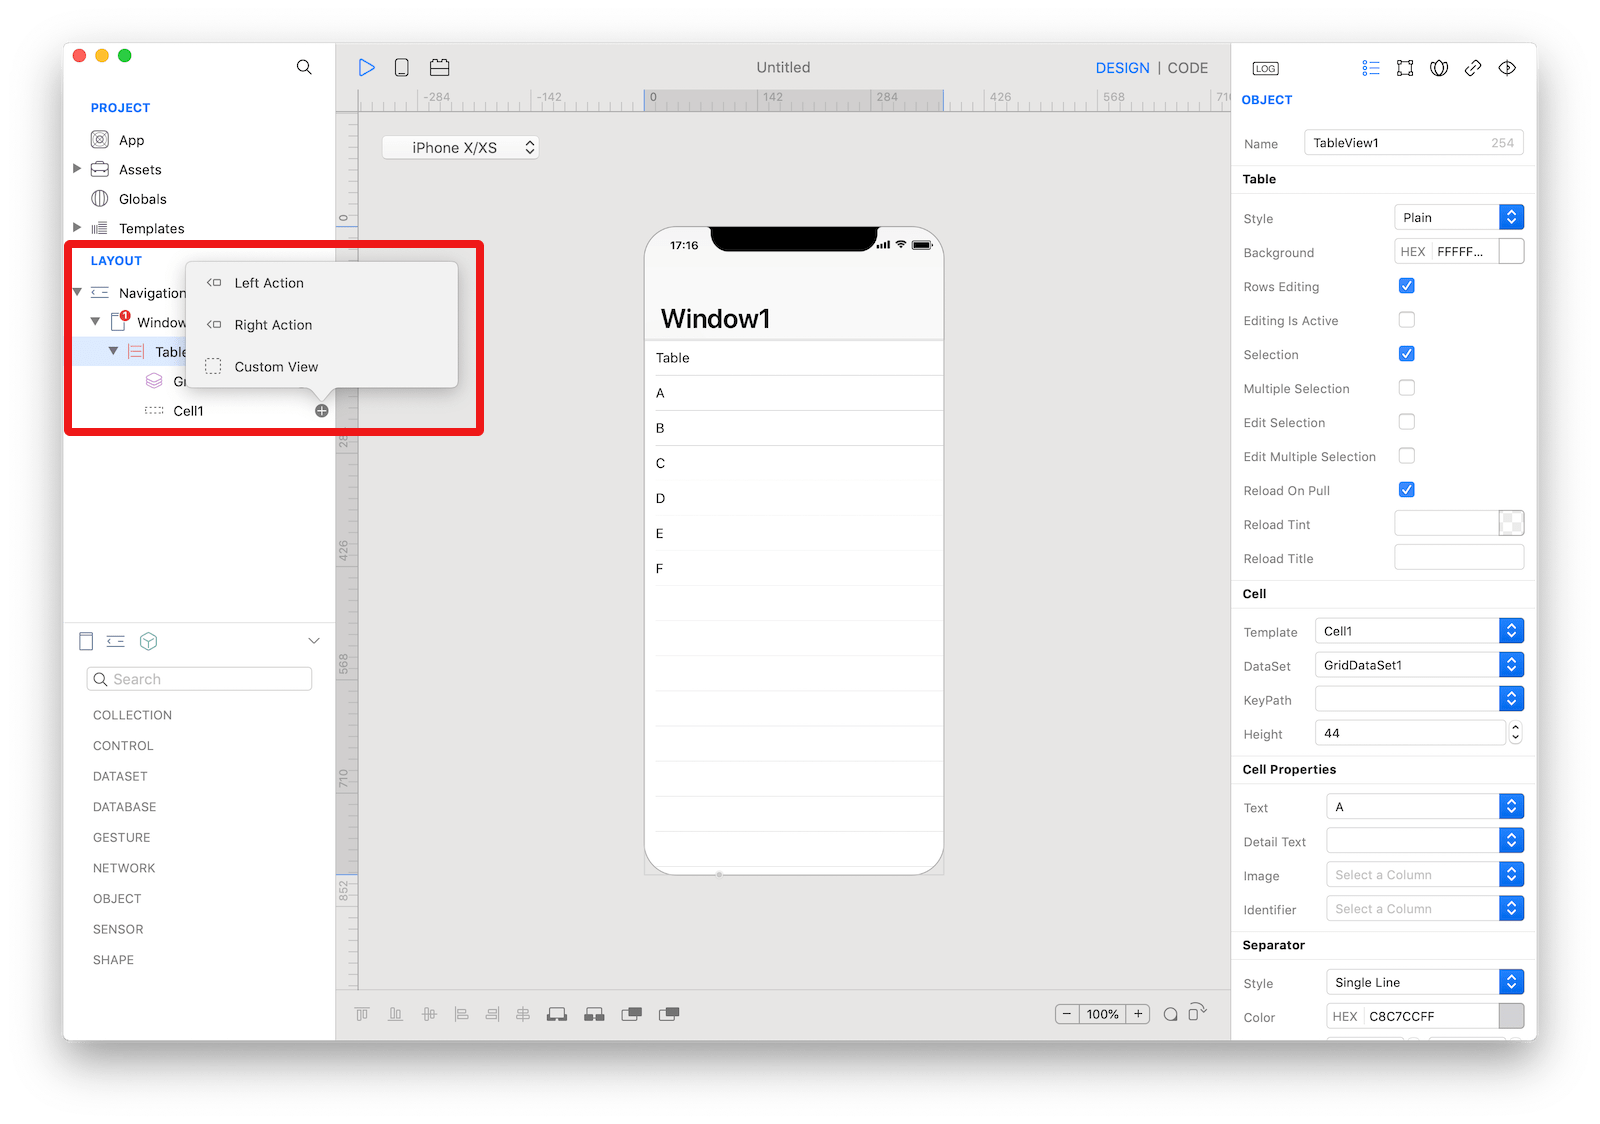 PROJECT
App
Assets
Globals
Templates
LAYOUT
Navigation
1
Window
Table
Gr
Cell1
Left Action
Right Action
Custom View
Search
COLLECTION
CONTROL
DATASET
DATABASE
GESTURE
NETWORK
OBJECT
SENSOR
SHAPE
Untitled
DESIGN | CODE
-284 -142 0 142 284 426 568
0
426
568
710
852
iPhone X/XS
17:16
Window1
Table
A
B
C
D
E
F
100%
LOG
OBJECT
Name TableView1 254
Table
Style Plain
Background HEX FFFFF...
Rows Editing
Editing Is Active
Selection
Multiple Selection
Edit Selection
Edit Multiple Selection
Reload On Pull
Reload Tint
Reload Title
Cell
Template Cell1
DataSet GridDataSet1
KeyPath
Height 44
Cell Properties
Text A
Detail Text
Image Select a Column
Identifier Select a Column
Separator
Style Single Line
Color HEX C8C7CCFF